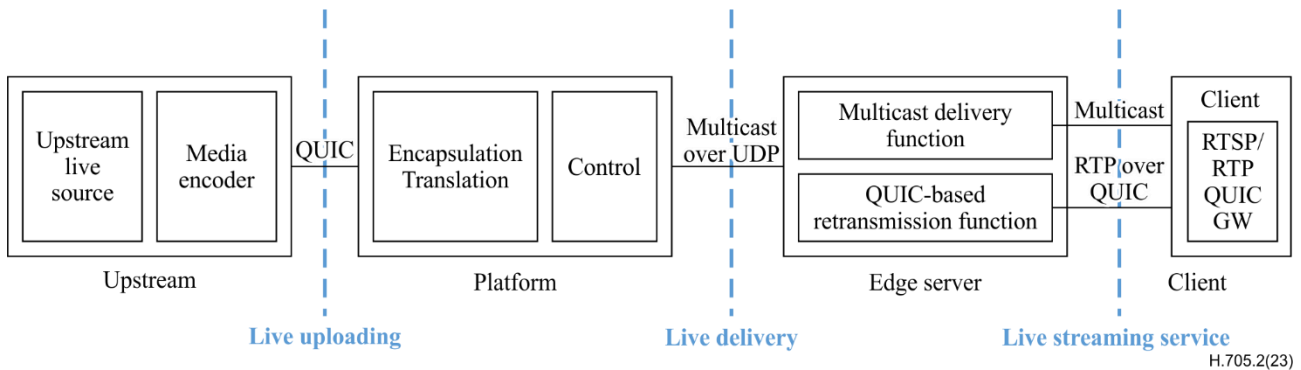 Upstream
live
source
Media
encoder
Upstream
QUIC
Live uploading
Encapsulation
Translation
Control
Platform
Multicast
over UDP
Live delivery
Multicast delivery
function
QUIC-based
retransmission function
Edge server
Multicast
RTP over
QUIC
Live streaming service
Client
RTSP/
RTP
QUIC
GW
Client
H.705.2(23)